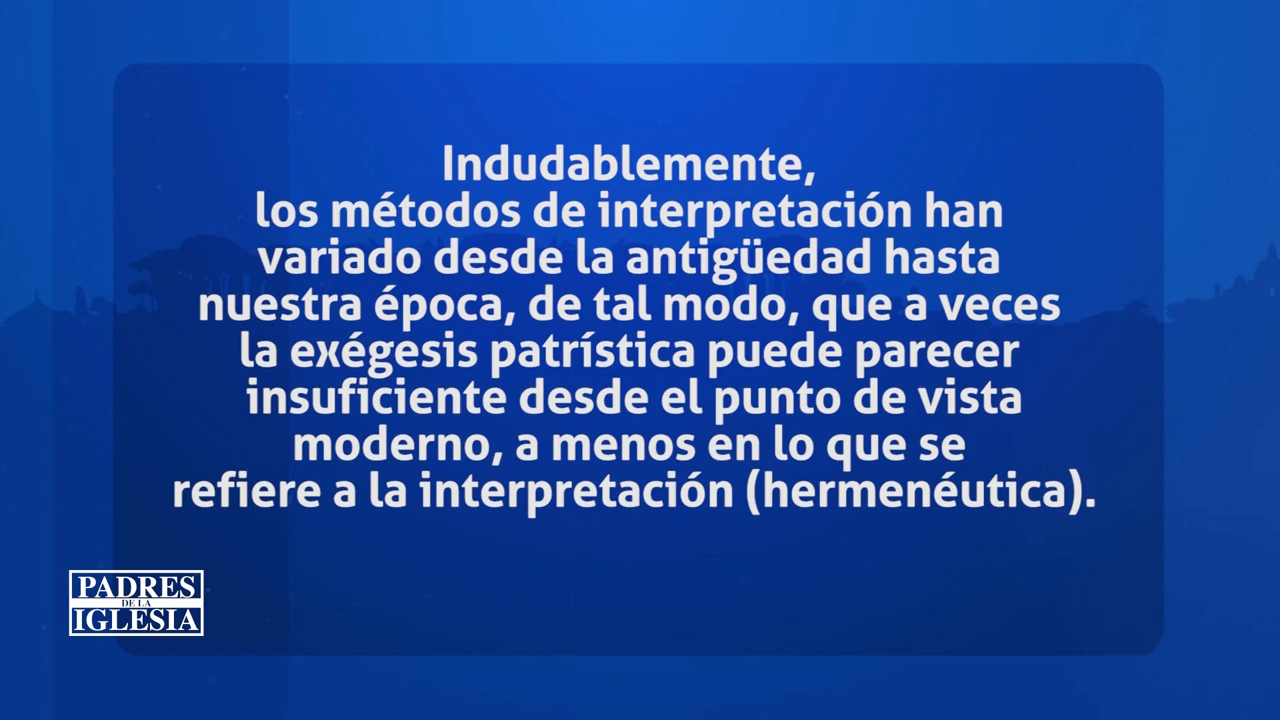 Indudablemente,
los métodos de interpretación han
variado desde la antigüedad hasta
nuestra época, de tal modo, que a veces
la exégesis patrística puede parecer
insuficiente desde el punto de vista
moderno, a menos en lo que se
refiere a la interpretación (hermenéutica).
PADRES
DE LA
IGLESIA